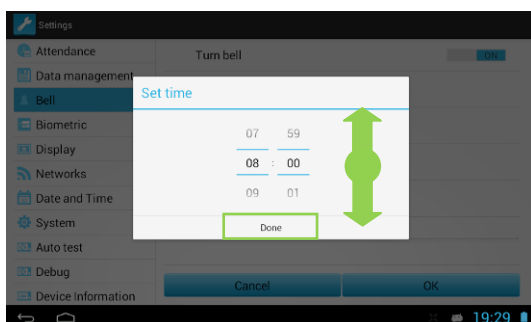 Settings
Attendance
Turn bell
ON
Data management
Bell
Set time
Biometric
07 59
Display
08 : 00
Networks
09 01
Date and Time
System
Done
Auto test
Debug
Cancel
OK
Device Information
19:29